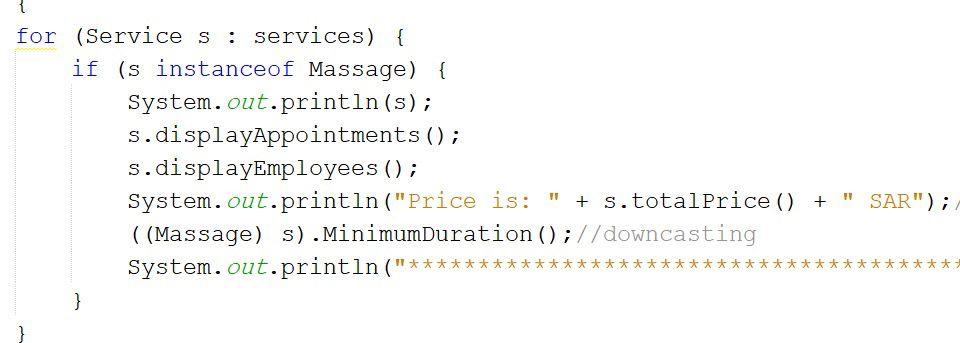 {
for (Service s : services) {
if (s instanceof Massage) {
System.out.println(s);
s.displayAppointments();
s.displayEmployees();
System.out.println("Price is: " + s.totalPrice() + " SAR");/
((Massage) s).MinimumDuration();//downcasting
System.out.println("****************************************
}
}